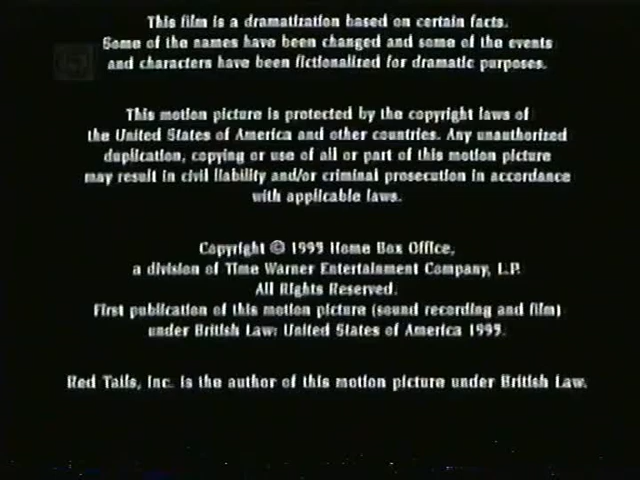 This film is a dramatization based on certain facts.
Some of the names have been changed and some of the events
and characters have been fictionalized for dramatic purposes.
This motion picture is protected by the copyright laws of
the United States of America and other countries. Any unauthorized
duplication, copying or use of all or part of this motion picture
may result in civil liability and/or criminal prosecution in accordance
with applicable laws.
Copyright © 1995 Home Box Office,
a division of Time Warner Entertainment Company, L.P.
All Rights Reserved.
First publication of this motion picture (sound recording and film)
under British Law: United States of America 1995.
Red Tails, Inc. is the author of this motion picture under British Law.